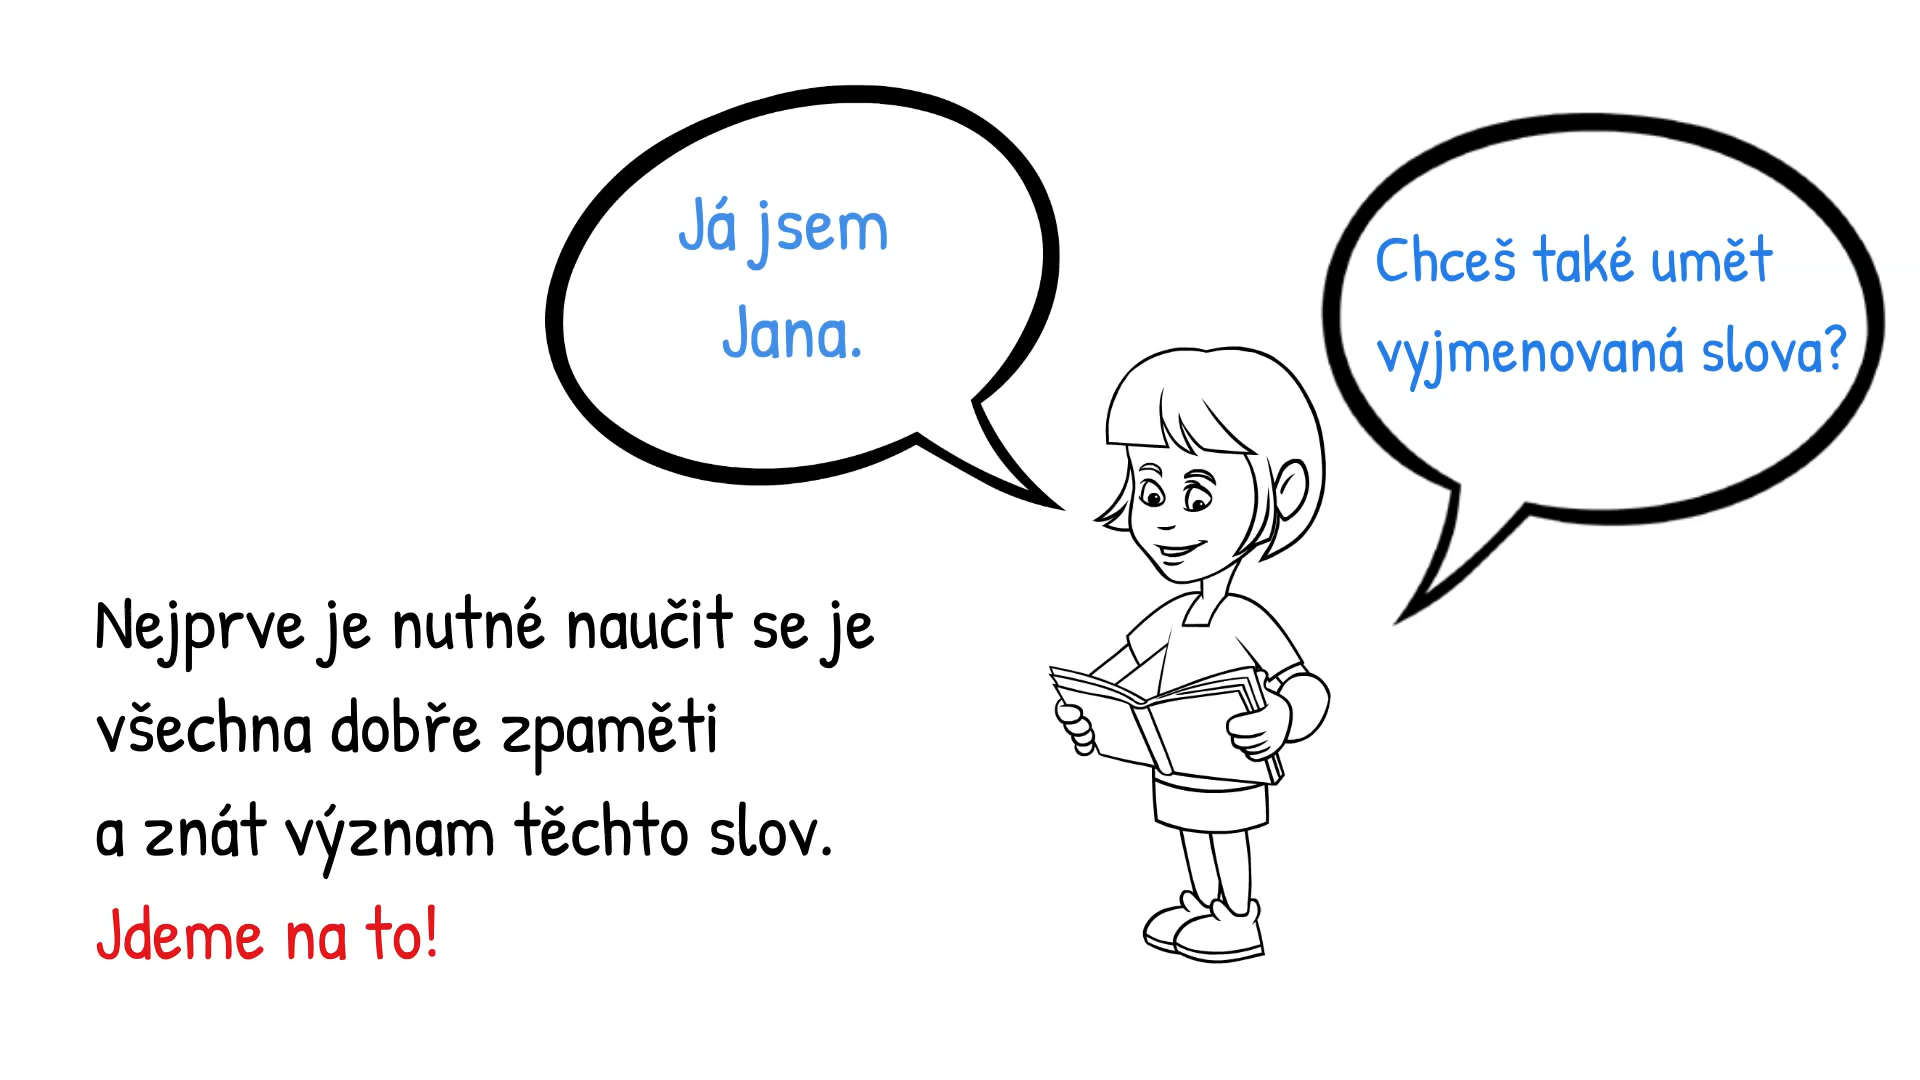 Já jsem
Jana.
Chceš také umět
vyjmenovaná slova?
Nejprve je nutné naučit se je
všechna dobře zpaměti
a znát význam těchto slov.
Jdeme na to!